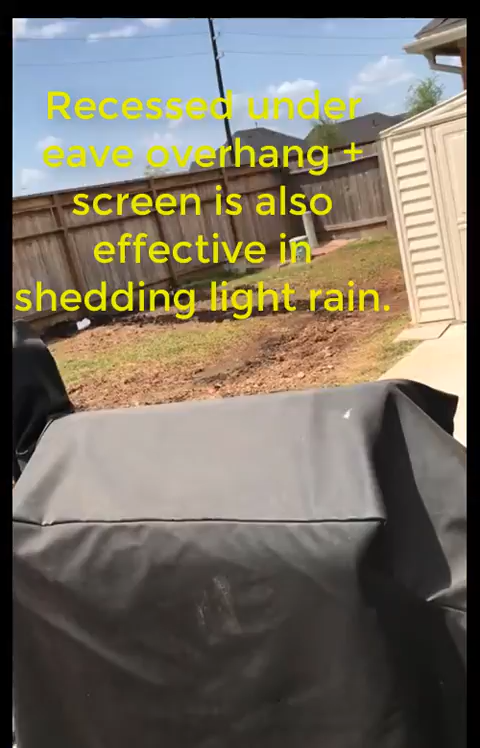 Recessed under
eave overhang +
screen is also
effective in
shedding light rain.